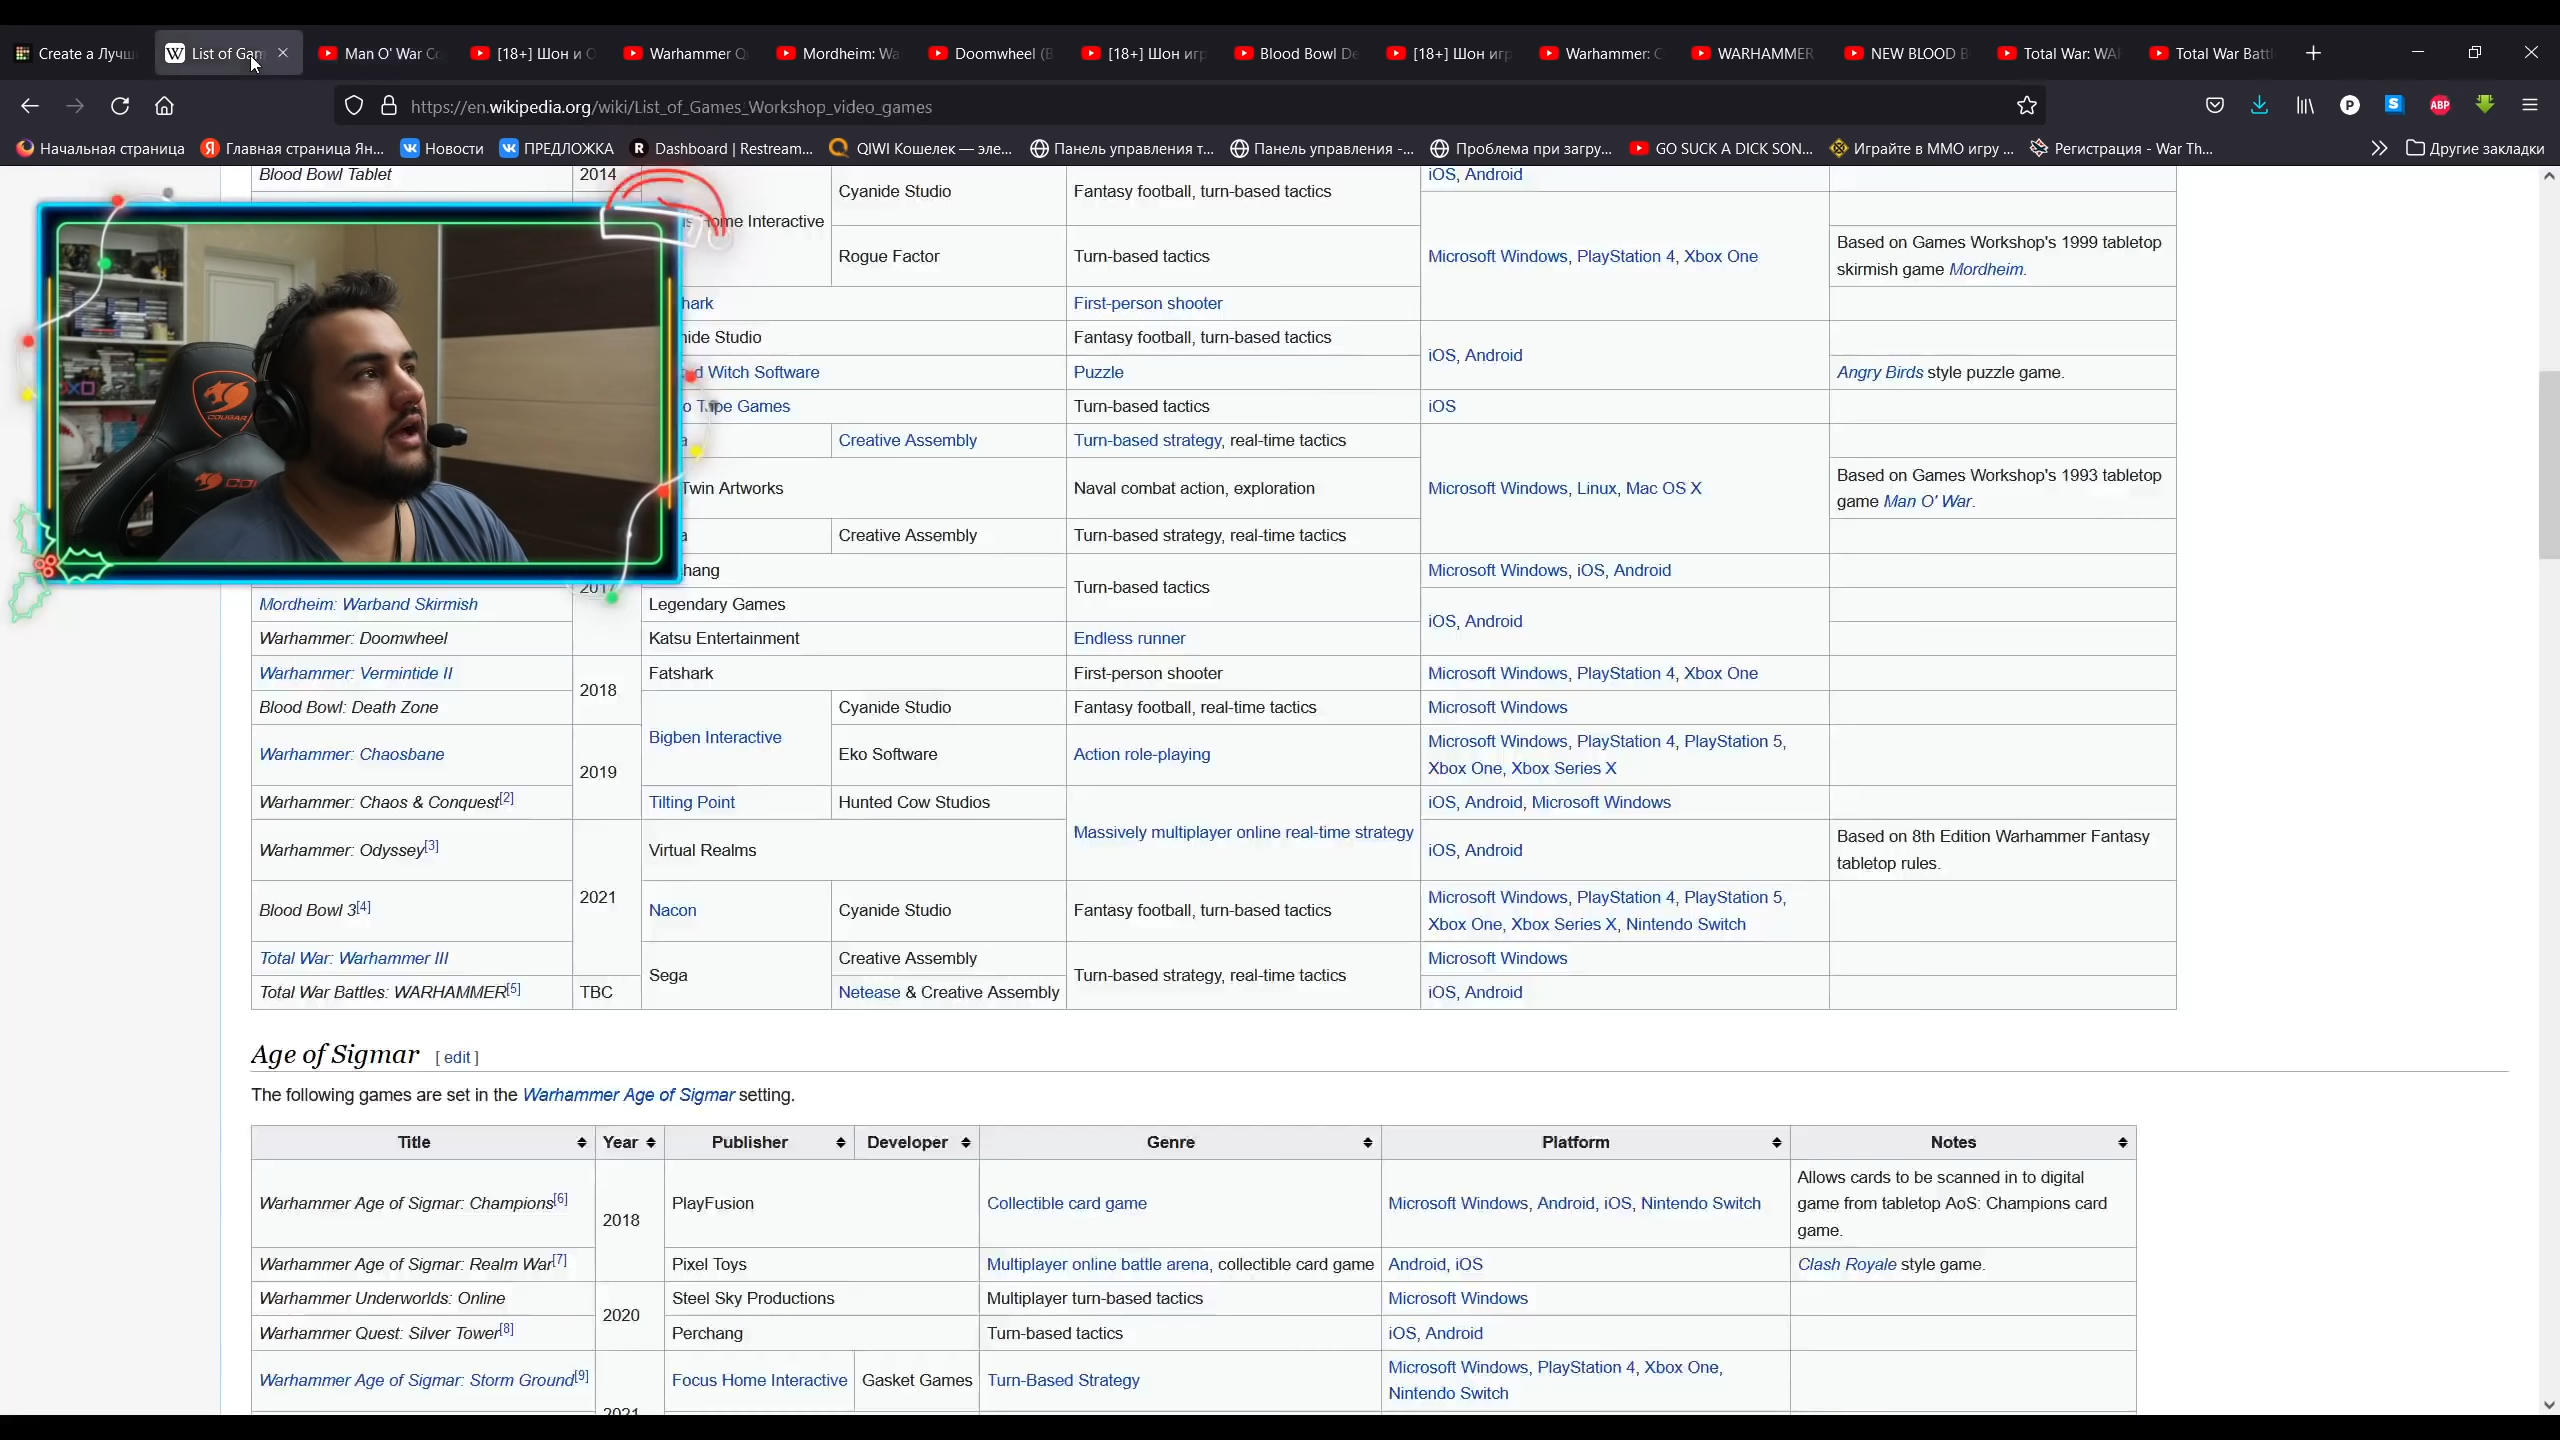 Create a Лучш
List of Gam
Man O' War Co
[18+] Шон и О
Warhammer Q
Mordheim: Wa
Doomwheel (B
[18+] Шон игр
Blood Bowl De
[18+] Шон игр
Warhammer: C
WARHAMMER
NEW BLOOD B
Total War: WAR
Total War Battl
https://en.wikipedia.org/wiki/List_of_Games_Workshop_video_games
Начальная страница
Главная страница Ян...
Новости
ПРЕДЛОЖКА
Dashboard | Restream...
QIWI Кошелек — эле...
Панель управления т...
Панель управления -...
Проблема при загру...
GO SUCK A DICK SON...
Играйте в ММО игру ...
Регистрация - War Th...
Другие закладки
Blood Bowl Tablet 2014 Cyanide Studio Fantasy football, turn-based tactics iOS, Android
Home Interactive
Rogue Factor Turn-based tactics Microsoft Windows, PlayStation 4, Xbox One
Based on Games Workshop's 1999 tabletop
skirmish game Mordheim.
hark First-person shooter
nide Studio Fantasy football, turn-based tactics iOS, Android
d Witch Software Puzzle Angry Birds style puzzle game.
Tape Games Turn-based tactics iOS
a Creative Assembly Turn-based strategy, real-time tactics
Twin Artworks Naval combat action, exploration Microsoft Windows, Linux, Mac OS X
Based on Games Workshop's 1993 tabletop
game Man O' War.
a Creative Assembly Turn-based strategy, real-time tactics
COUGAR
hang Turn-based tactics Microsoft Windows, iOS, Android
2017
Mordheim: Warband Skirmish Legendary Games iOS, Android
Warhammer: Doomwheel Katsu Entertainment Endless runner
Warhammer: Vermintide II 2018 Fatshark First-person shooter Microsoft Windows, PlayStation 4, Xbox One
Blood Bowl: Death Zone Bigben Interactive Cyanide Studio Fantasy football, real-time tactics Microsoft Windows
Warhammer: Chaosbane 2019 Eko Software Action role-playing Microsoft Windows, PlayStation 4, PlayStation 5,
Xbox One, Xbox Series X
Warhammer: Chaos & Conquest[2] Tilting Point Hunted Cow Studios Massively multiplayer online real-time strategy iOS, Android, Microsoft Windows
Warhammer: Odyssey[3] 2021 Virtual Realms iOS, Android Based on 8th Edition Warhammer Fantasy
tabletop rules.
Blood Bowl 3[4] Nacon Cyanide Studio Fantasy football, turn-based tactics Microsoft Windows, PlayStation 4, PlayStation 5,
Xbox One, Xbox Series X, Nintendo Switch
Total War: Warhammer III Sega Creative Assembly Turn-based strategy, real-time tactics Microsoft Windows
Total War Battles: WARHAMMER[5] TBC Netease & Creative Assembly iOS, Android
Age of Sigmar [ edit ]
The following games are set in the Warhammer Age of Sigmar setting.
Title Year Publisher Developer Genre Platform Notes
Warhammer Age of Sigmar: Champions[6] 2018 PlayFusion Collectible card game Microsoft Windows, Android, iOS, Nintendo Switch
Allows cards to be scanned in to digital
game from tabletop AoS: Champions card
game.
Warhammer Age of Sigmar: Realm War[7] Pixel Toys Multiplayer online battle arena, collectible card game Android, iOS Clash Royale style game.
Warhammer Underworlds: Online 2020 Steel Sky Productions Multiplayer turn-based tactics Microsoft Windows
Warhammer Quest: Silver Tower[8] Perchang Turn-based tactics iOS, Android
Warhammer Age of Sigmar: Storm Ground[9] Focus Home Interactive Gasket Games Turn-Based Strategy Microsoft Windows, PlayStation 4, Xbox One,
Nintendo Switch
2021